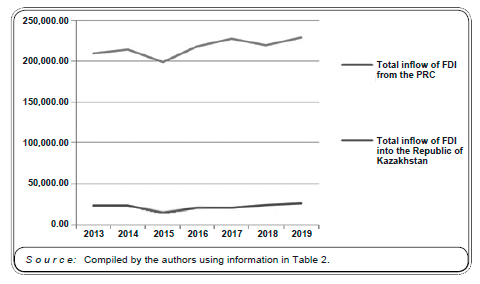 250,000.00
200,000.00
150,000.00
100,000.00
50,000.00
0.00
2013 2014 2015 2016 2017 2018 2019
Total inflow of FDI
from the PRC
Total inflow of FDI
into the Republic of
Kazakhstan
Source: Compiled by the authors using information in Table 2.